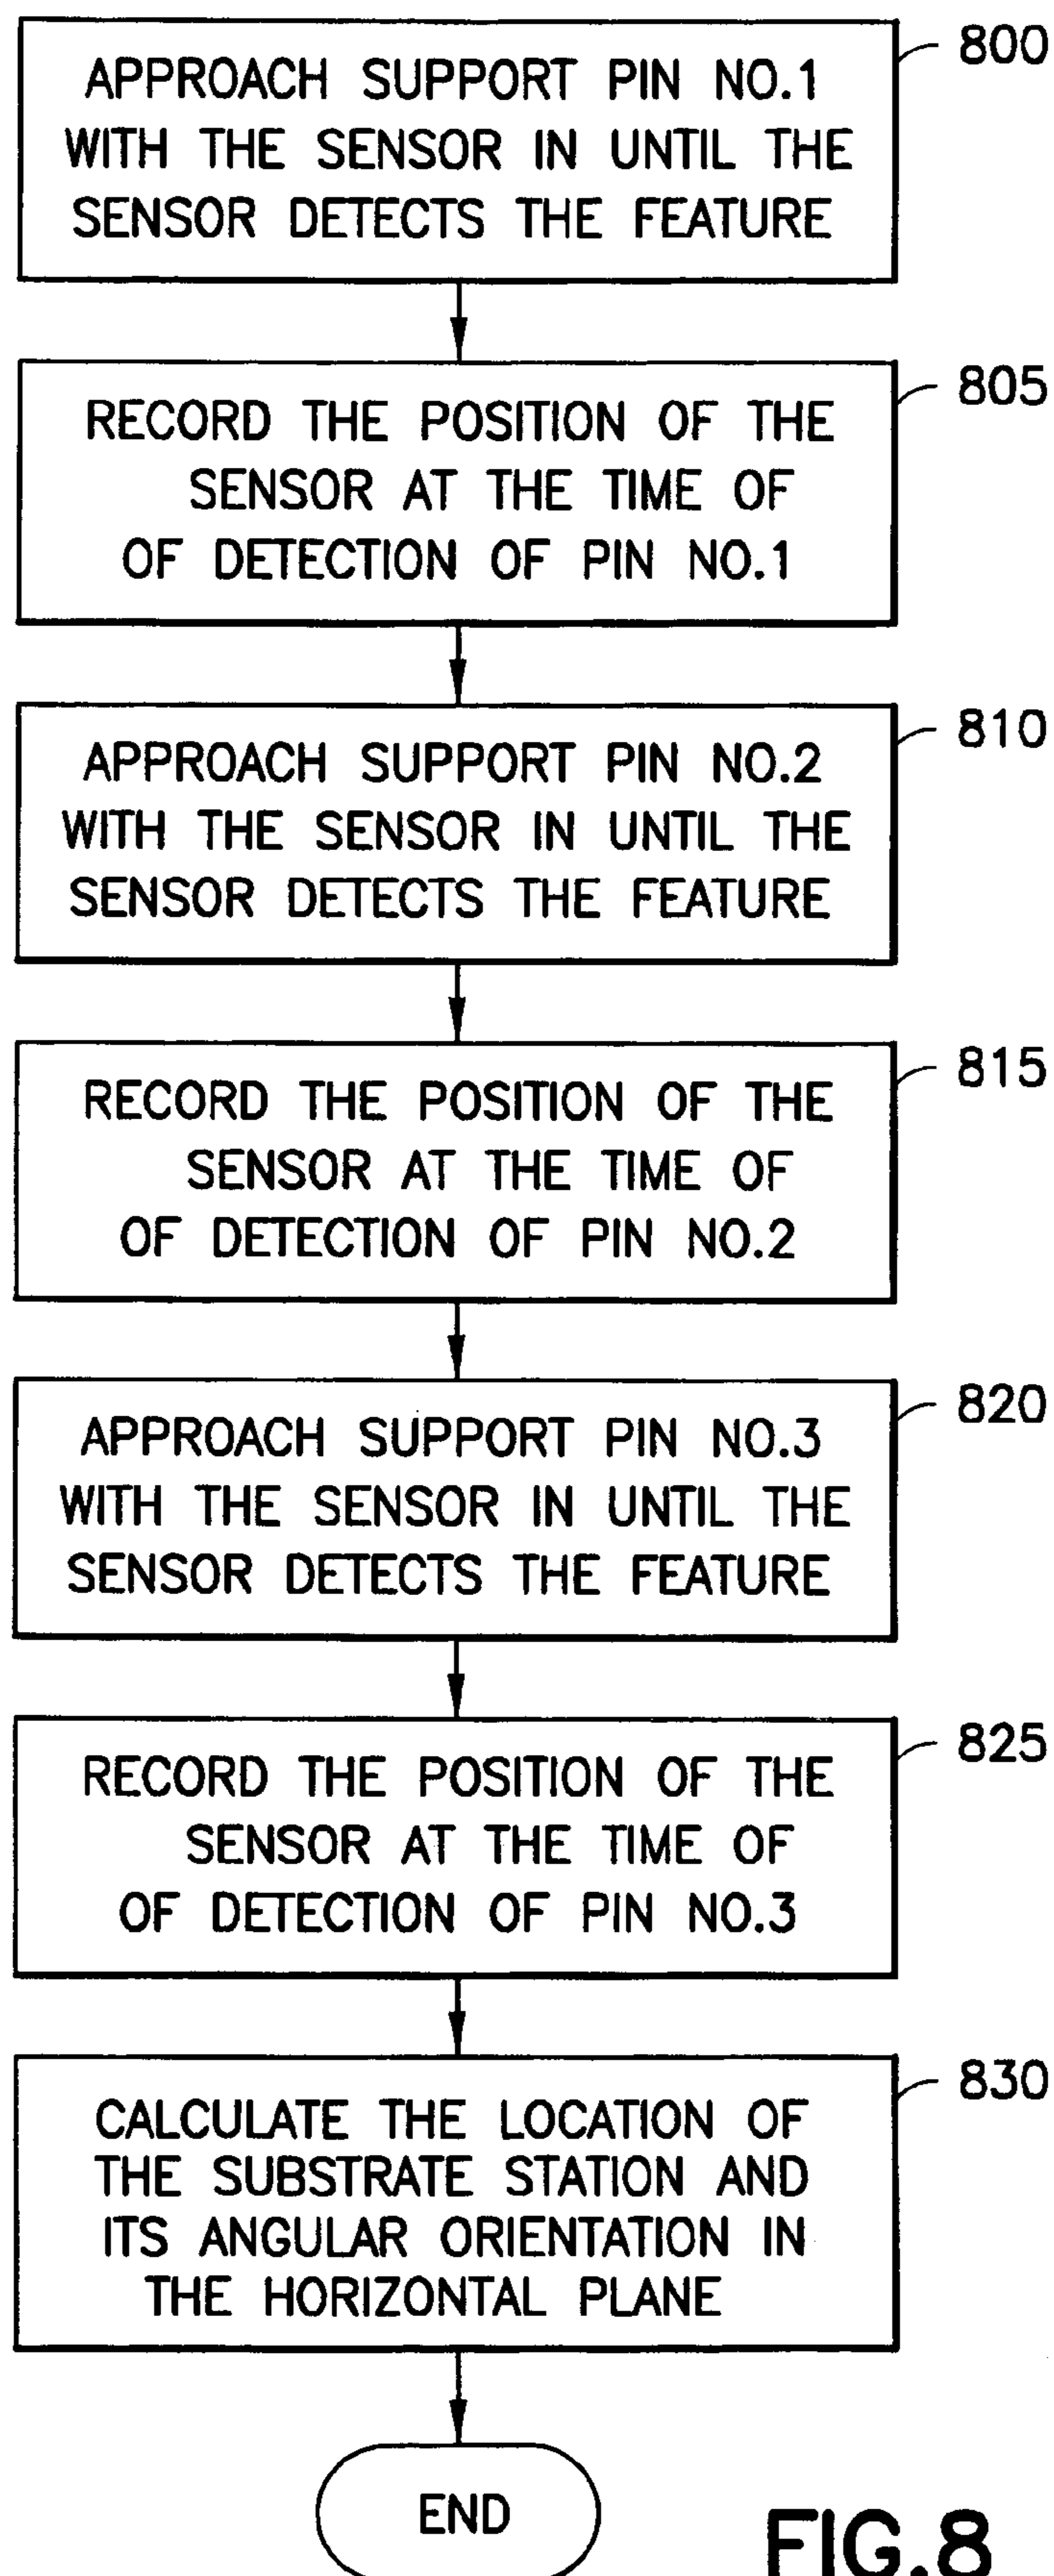 APPROACH SUPPORT PIN NO.1
WITH THE SENSOR IN UNTIL THE
SENSOR DETECTS THE FEATURE
800
RECORD THE POSITION OF THE
SENSOR AT THE TIME OF
OF DETECTION OF PIN NO.1
805
APPROACH SUPPORT PIN NO.2
WITH THE SENSOR IN UNTIL THE
SENSOR DETECTS THE FEATURE
810
RECORD THE POSITION OF THE
SENSOR AT THE TIME OF
OF DETECTION OF PIN NO.2
815
APPROACH SUPPORT PIN NO.3
WITH THE SENSOR IN UNTIL THE
SENSOR DETECTS THE FEATURE
820
RECORD THE POSITION OF THE
SENSOR AT THE TIME OF
OF DETECTION OF PIN NO.3
825
CALCULATE THE LOCATION OF
THE SUBSTRATE STATION AND
ITS ANGULAR ORIENTATION IN
THE HORIZONTAL PLANE
830
END
FIG.8